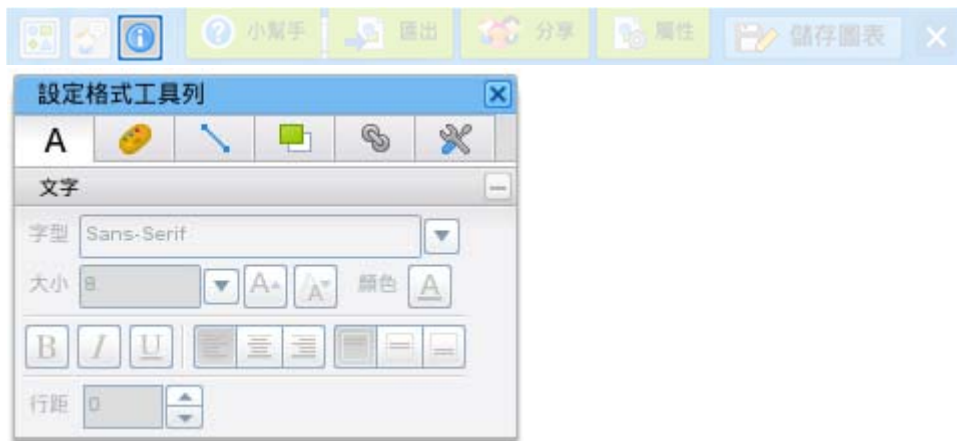 小幫手 匯出 分享 屬性 儲存圖表
設定格式工具列
A
文字
字型 Sans-Serif
大小 8 A A 顏色 A
B I U
行距 0